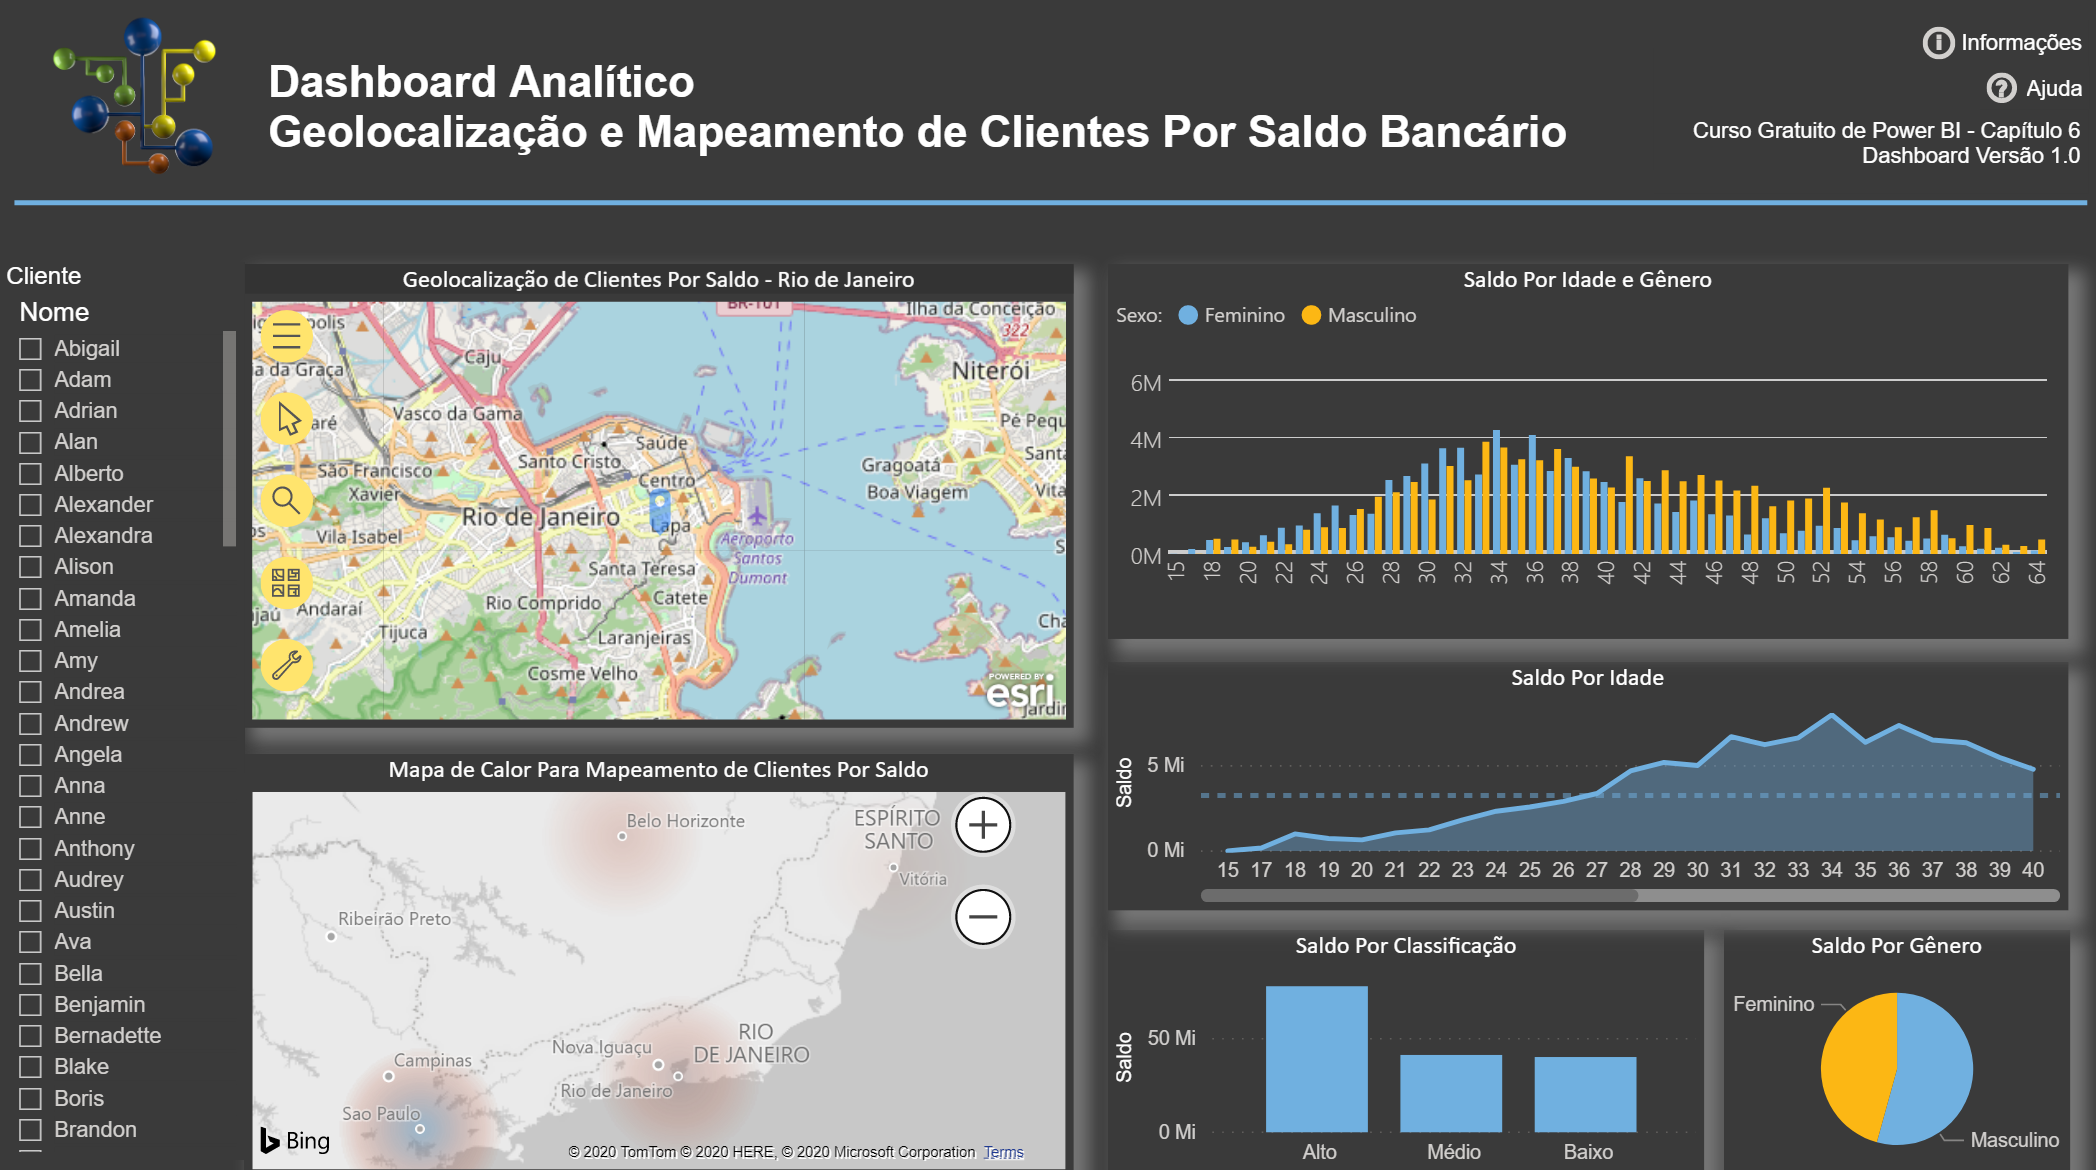 Dashboard Analítico
Geolocalização e Mapeamento de Clientes Por Saldo Bancário
Informações
Ajuda
Curso Gratuito de Power BI - Capítulo 6
Dashboard Versão 1.0
Cliente
Nome
Abigail
Adam
Adrian
Alan
Alberto
Alexander
Alexandra
Alison
Amanda
Amelia
Amy
Andrea
Andrew
Angela
Anna
Anne
Anthony
Audrey
Austin
Ava
Bella
Benjamin
Bernadette
Blake
Boris
Brandon
Geolocalização de Clientes Por Saldo - Rio de Janeiro
BR-101
Ilha da Conceição
322
Caju
Niterói
Vasco da Gama
Pé Pequ
Saúde
Santo Cristo
São Francisco
Xavier
Centro
Gragoatá
Santa
Boa Viagem
Vita
Rio de Janeiro
Lapa
Vila Isabel
Aeroporto
Santos
Dumont
Santa Teresa
Andaraí
Rio Comprido
Catete
Cha
Tijuca
Laranjeiras
Cosme Velho
POWERED BY
esri
Jardin
Mapa de Calor Para Mapeamento de Clientes Por Saldo
Belo Horizonte
ESPÍRITO
SANTO
Vitória
Ribeirão Preto
RIO
DE JANEIRO
Nova Iguaçu
Campinas
Rio de Janeiro
Sao Paulo
Bing
© 2020 TomTom © 2020 HERE, © 2020 Microsoft Corporation Terms
Saldo Por Idade e Gênero
Sexo: Feminino Masculino
6M
4M
2M
0M
15 18 20 22 24 26 28 30 32 34 36 38 40 42 44 46 48 50 52 54 56 58 60 62 64
Saldo Por Idade
Saldo
5 Mi
0 Mi
15 17 18 19 20 21 22 23 24 25 26 27 28 29 30 31 32 33 34 35 36 37 38 39 40
Saldo Por Classificação
Saldo
50 Mi
0 Mi
Alto Médio Baixo
Saldo Por Gênero
Feminino
Masculino